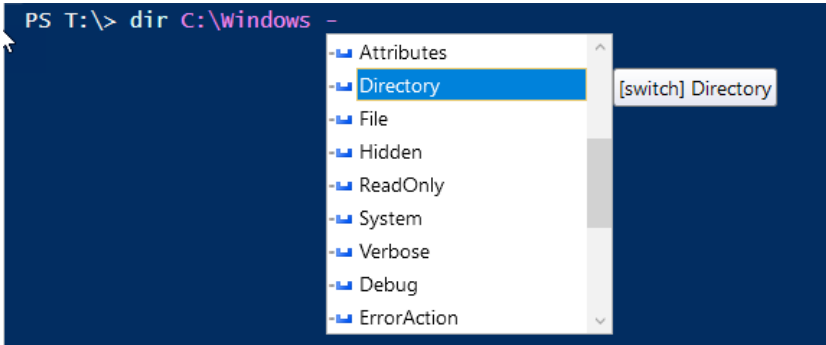 PS T:\> dir C:\Windows -
Attributes
Directory
[switch] Directory
File
Hidden
ReadOnly
System
Verbose
Debug
ErrorAction